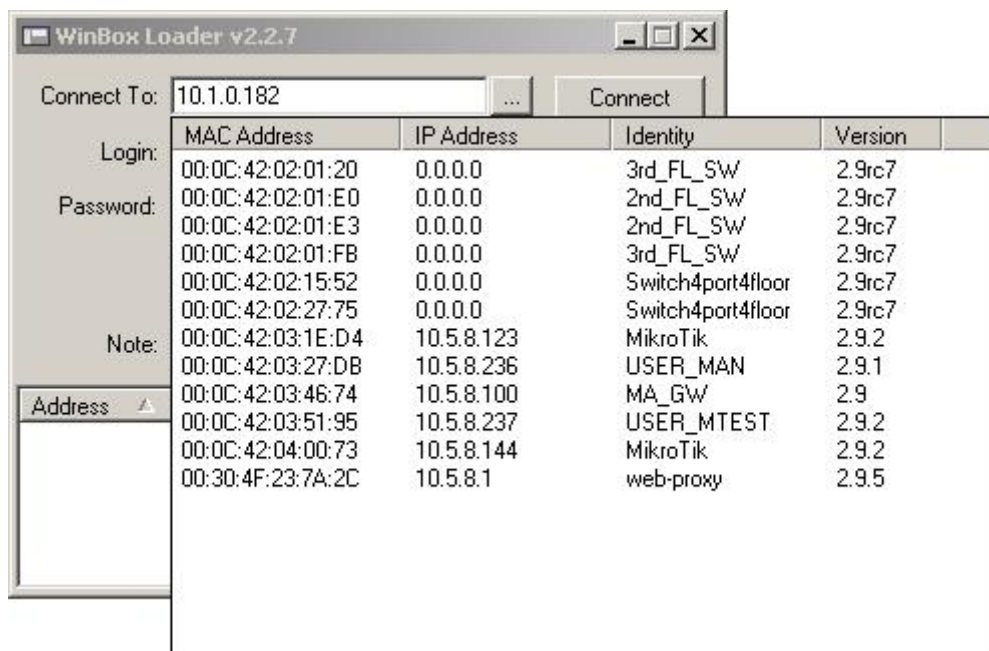 WinBox Loader v2.2.7
Connect To: 10.1.0.182 ... Connect
Login:
Password:
Note:
Address
MAC Address IP Address Identity Version
00:0C:42:02:01:20 0.0.0.0 3rd_FL_SW 2.9rc7
00:0C:42:02:01:E0 0.0.0.0 2nd_FL_SW 2.9rc7
00:0C:42:02:01:E3 0.0.0.0 2nd_FL_SW 2.9rc7
00:0C:42:02:01:FB 0.0.0.0 3rd_FL_SW 2.9rc7
00:0C:42:02:15:52 0.0.0.0 Switch4port4floor 2.9rc7
00:0C:42:02:27:75 0.0.0.0 Switch4port4floor 2.9rc7
00:0C:42:03:1E:D4 10.5.8.123 MikroTik 2.9.2
00:0C:42:03:27:DB 10.5.8.236 USER_MAN 2.9.1
00:0C:42:03:46:74 10.5.8.100 MA_GW 2.9
00:0C:42:03:51:95 10.5.8.237 USER_MTEST 2.9.2
00:0C:42:04:00:73 10.5.8.144 MikroTik 2.9.2
00:30:4F:23:7A:2C 10.5.8.1 web-proxy 2.9.5